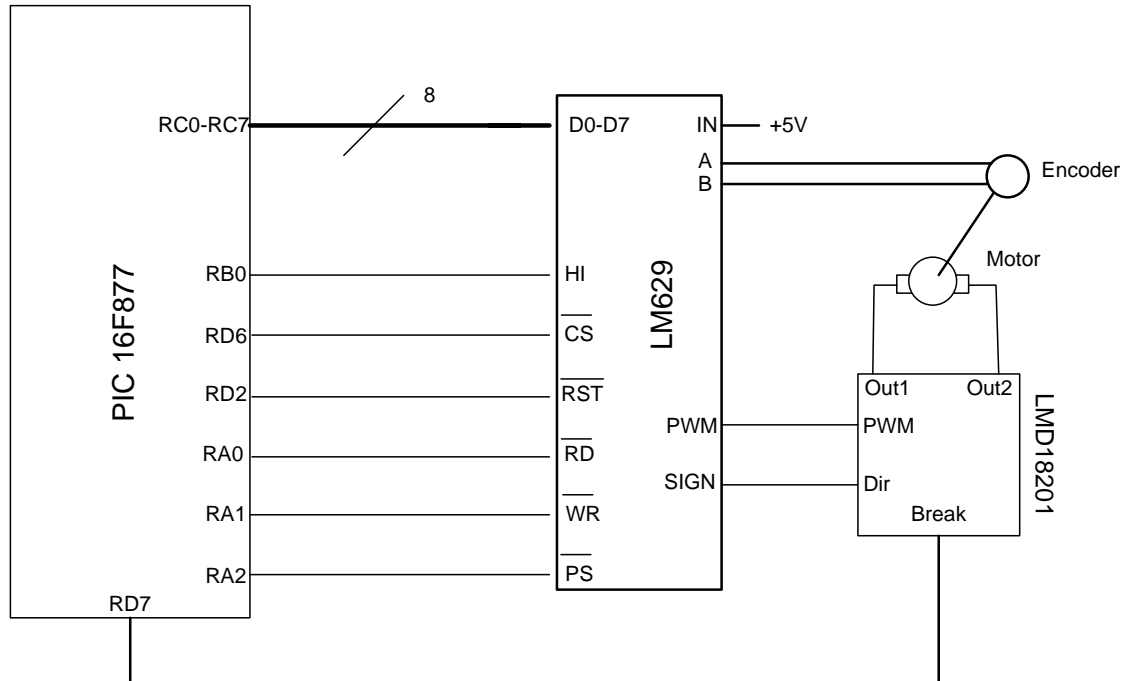 8
RC0-RC7
D0-D7
IN
+5V
A
B
Encoder
RB0
HI
Motor
RD6
CS
RD2
RST
Out1
Out2
RA0
RD
PWM
PWM
SIGN
Dir
RA1
WR
Break
RA2
PS
RD7
PIC 16F877
LM629
LMD18201